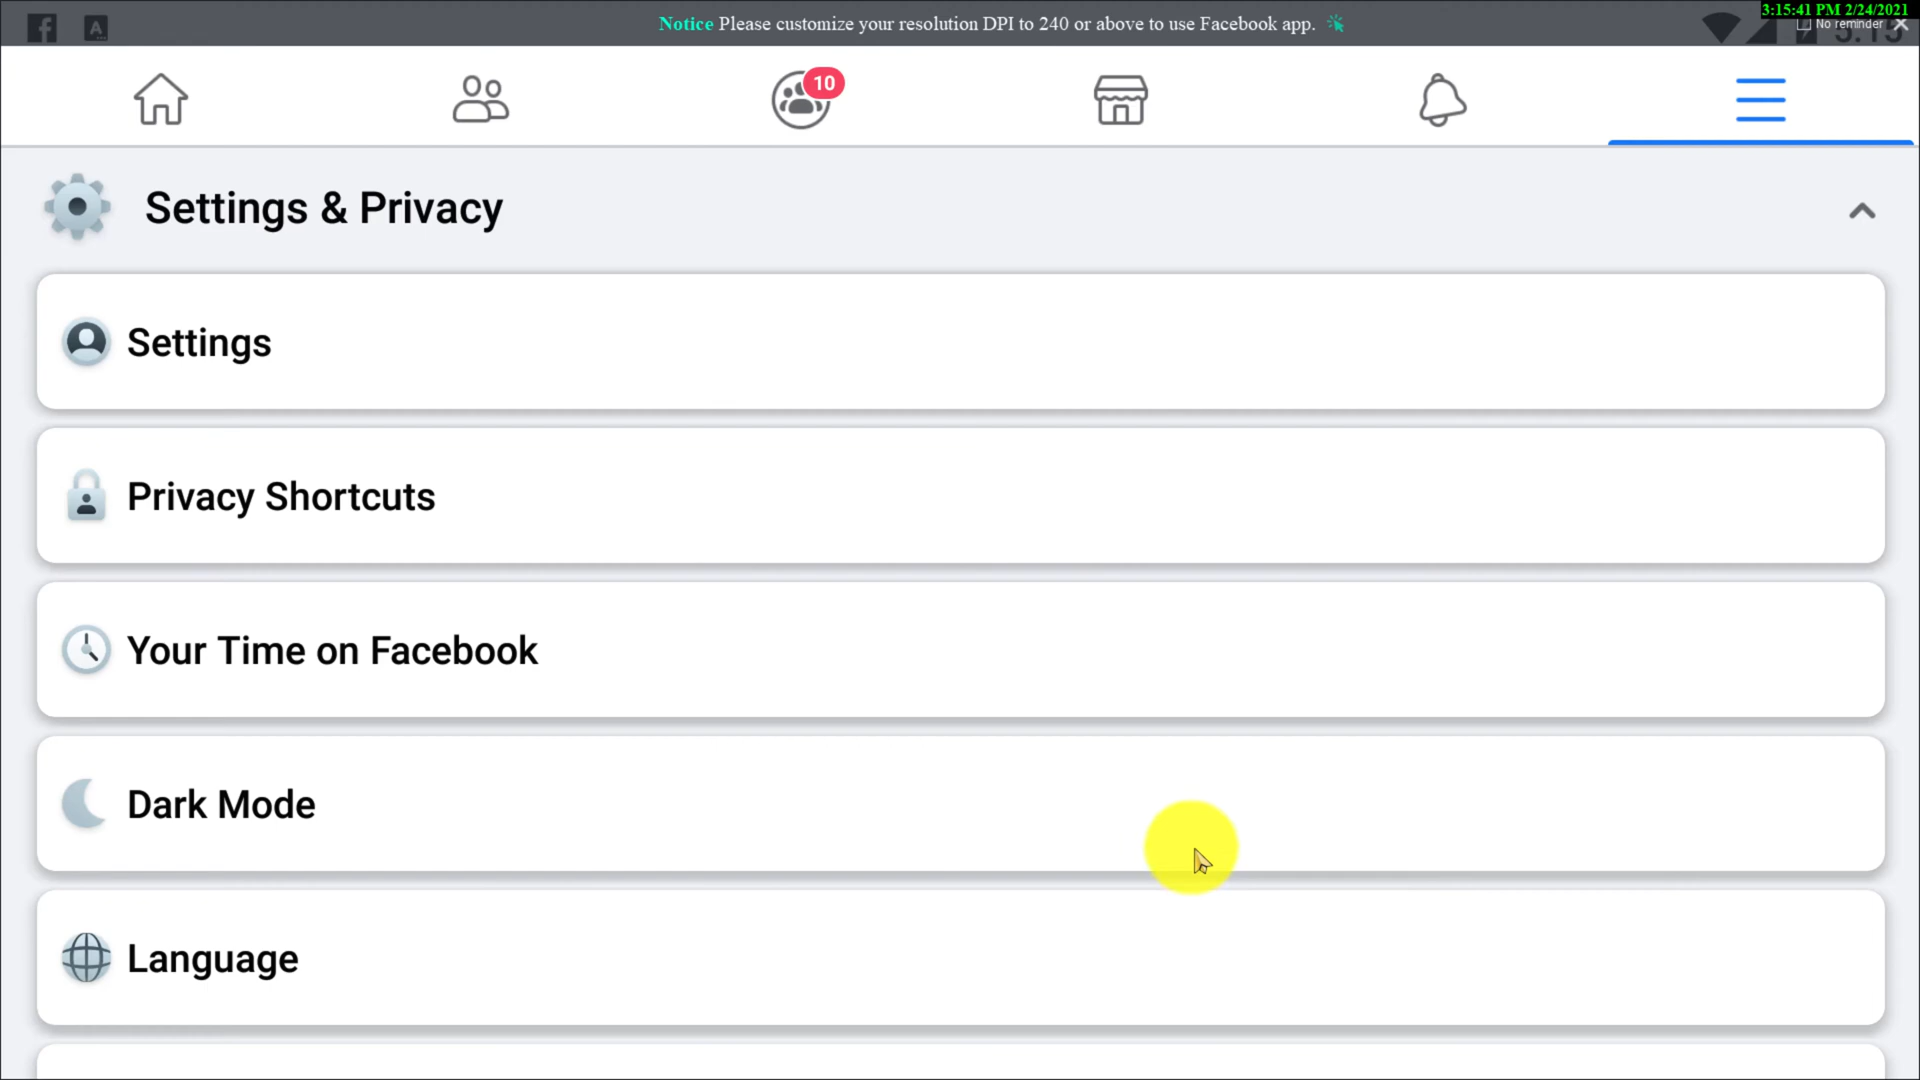 3:15:41 PM 2/24/2021
Notice Please customize your resolution DPI to 240 or above to use Facebook app.
No reminder
A
10
Settings & Privacy
Settings
Privacy Shortcuts
Your Time on Facebook
Dark Mode
Language